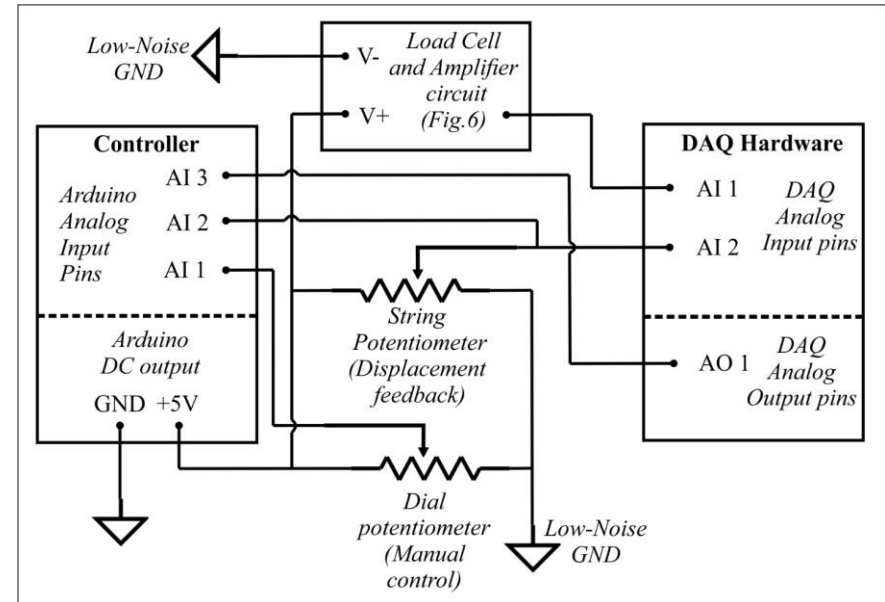 Low-Noise
GND
V-
V+
Load Cell
and Amplifier
circuit
(Fig.6)
Controller
Arduino
Analog
Input
Pins
AI 3
AI 2
AI 1
Arduino
DC output
GND +5V
DAQ Hardware
AI 1
AI 2
DAQ
Analog
Input pins
AO 1
DAQ
Analog
Output pins
String
Potentiometer
(Displacement
feedback)
Dial
potentiometer
(Manual
control)
Low-Noise
GND